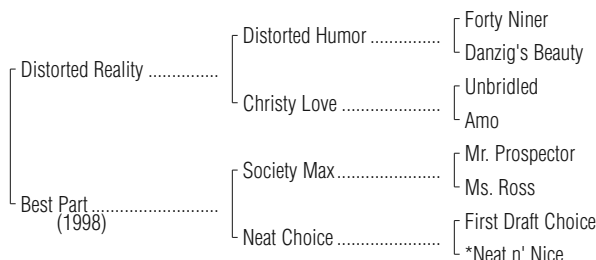 Forty Niner
Distorted Humor ..................
Danzig's Beauty
Distorted Reality ...............
Unbridled
Christy Love ......................
Amo
Mr. Prospector
Society Max.......................
Ms. Ross
Best Part...........................
(1998)
First Draft Choice
Neat Choice ......................
*Neat n' Nice